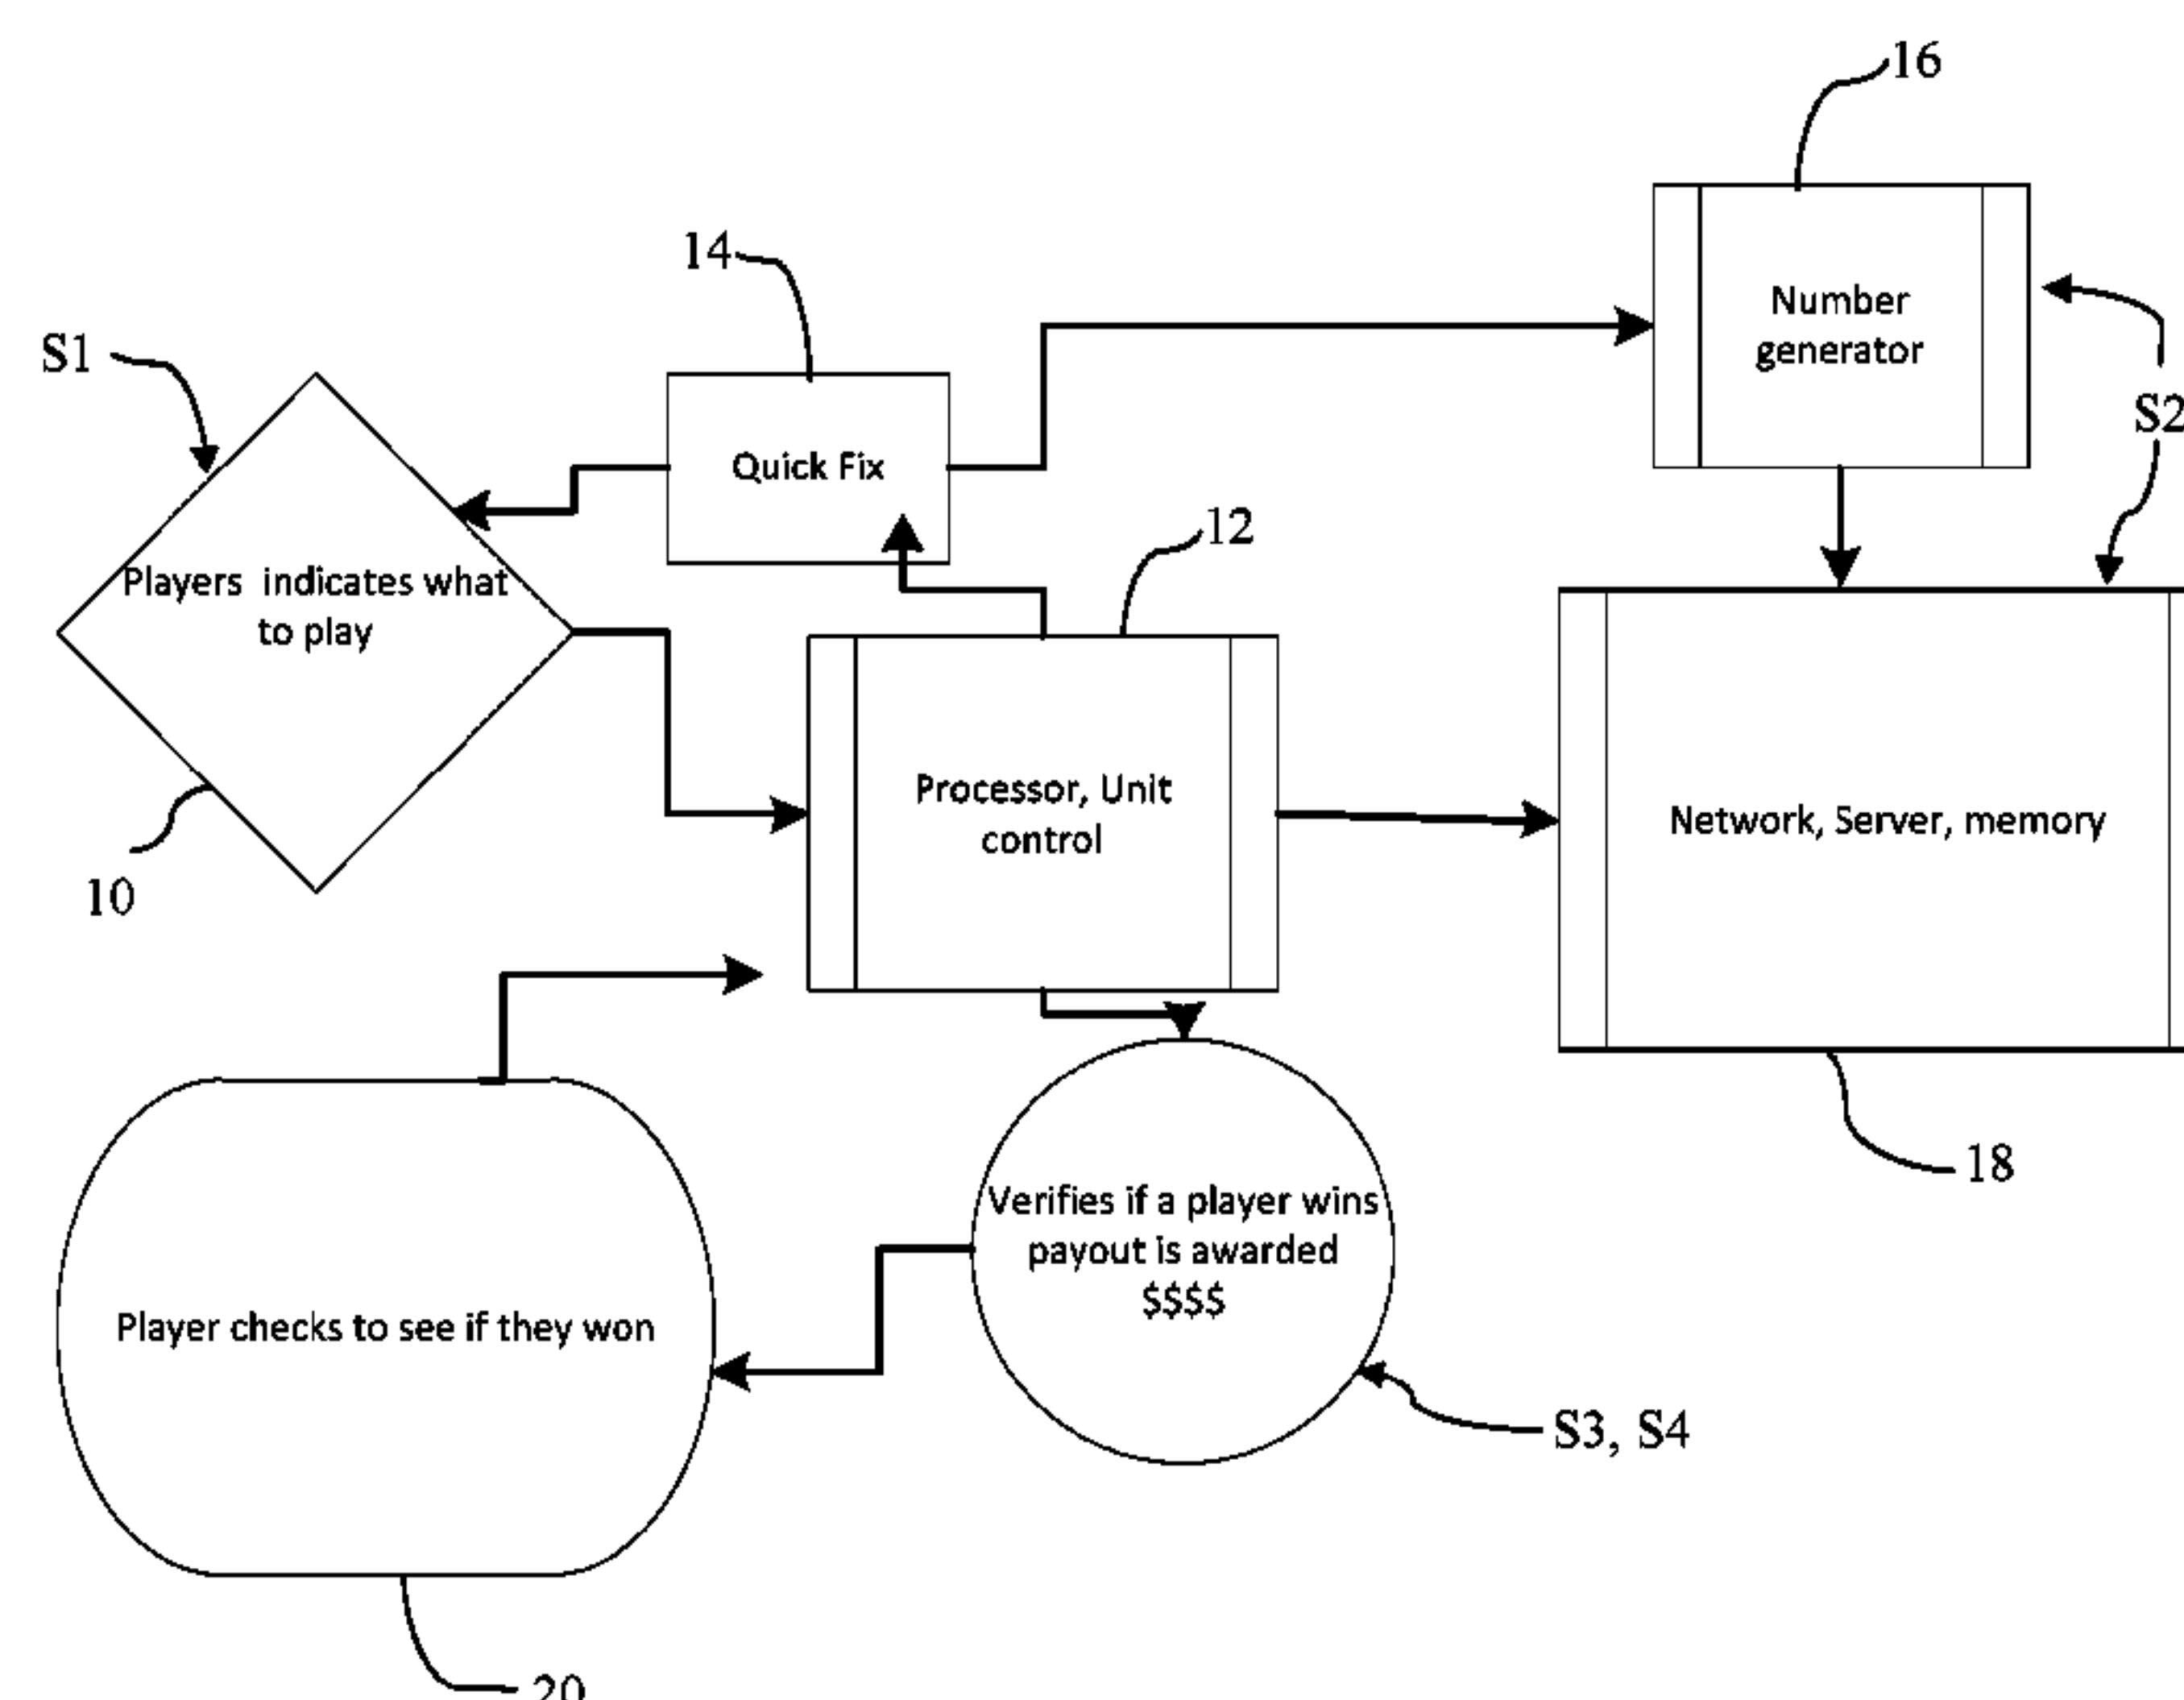 16
14
S1
Number
generator
S2
Quick Fix
12
Players indicates what
to play
Processor, Unit
control
Network, Server, memory
10
18
Verifies if a player wins
payout is awarded
$$$$
Player checks to see if they won
S3, S4
20